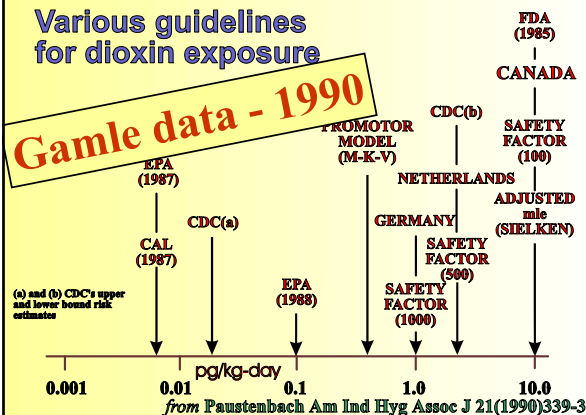 Various guidelines
for dioxin exposure
Gamle data - 1990
FDA
(1985)
CANADA
SAFETY
FACTOR
(100)
ADJUSTED
mle
(SIELKEN)
CDC(b)
NETHERLANDS
SAFETY
FACTOR
(500)
PROMOTOR
MODEL
(M-K-V)
GERMANY
SAFETY
FACTOR
(1000)
EPA
(1987)
CAL
(1987)
CDC(a)
EPA
(1988)
(a) and (b) CDC's upper
and lower bound risk
estimates
pg/kg-day
0.001 0.01 0.1 1.0 10.0
from Paustenbach Am Ind Hyg Assoc J 21(1990)339-3